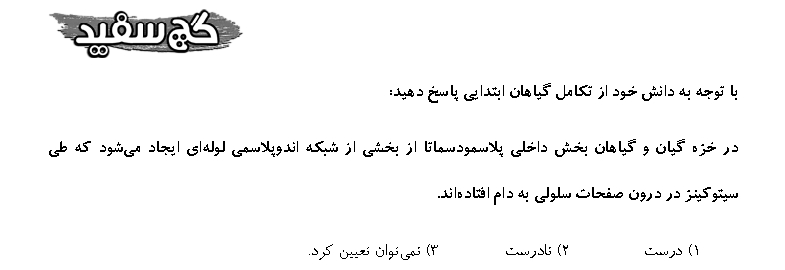 گچ سفید
با توجه به دانش خود از تکامل گیاهان ابتدایی پاسخ دهید:
در خزه گیان و گیاهان بخش داخلی پلاسمودسماتا از بخشی از شبکه اندوپلاسمی لوله‌ای ایجاد می‌شود که طی
سیتوکینز در درون صفحات سلولی به دام افتاده‌اند.
۱) درست ۲) نادرست ۳) نمی‌توان تعیین کرد.